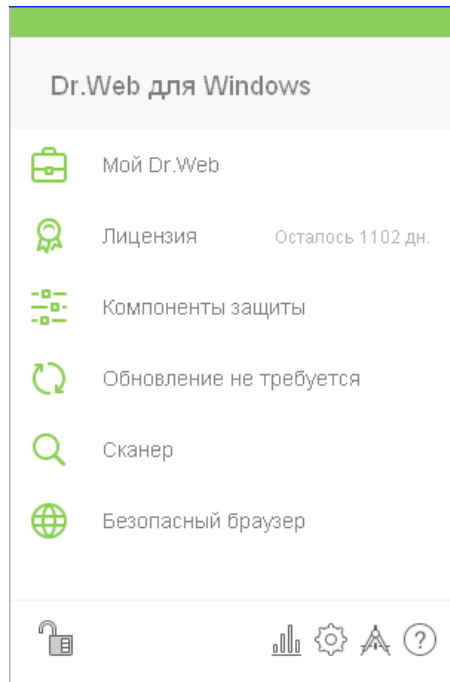 Dr.Web для Windows
Мой Dr.Web
Лицензия Осталось 1102 дн.
Компоненты защиты
Обновление не требуется
Сканер
Безопасный браузер